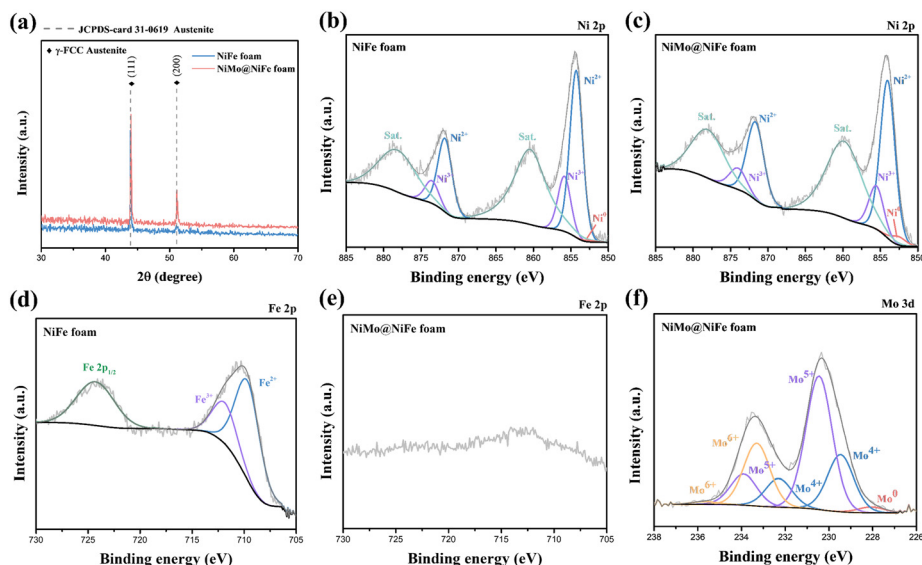 (a)
JCPDS-card 31-0619 Austenite
γ-FCC Austenite
NiFe foam
NiMo@NiFe foam
(111)
(200)
Intensity (a.u.)
30 40 50 60 70
2θ (degree)
(b)
Ni 2p
NiFe foam
Sat.
Ni2+
Ni3+
Sat.
Ni2+
Ni3+
Ni0
Intensity (a.u.)
885 880 875 870 865 860 855 850
Binding energy (eV)
(c)
Ni 2p
NiMo@NiFe foam
Sat.
Ni2+
Ni3+
Sat.
Ni2+
Ni3+
Ni0
Intensity (a.u.)
885 880 875 870 865 860 855 850
Binding energy (eV)
(d)
Fe 2p
NiFe foam
Fe 2p1/2
Fe3+
Fe2+
Intensity (a.u.)
730 725 720 715 710 705
Binding energy (eV)
(e)
Fe 2p
NiMo@NiFe foam
Intensity (a.u.)
730 725 720 715 710 705
Binding energy (eV)
(f)
Mo 3d
NiMo@NiFe foam
Mo5+
Mo6+
Mo5+
Mo4+
Mo6+
Mo4+
Mo0
Intensity (a.u.)
238 236 234 232 230 228 226
Binding energy (eV)